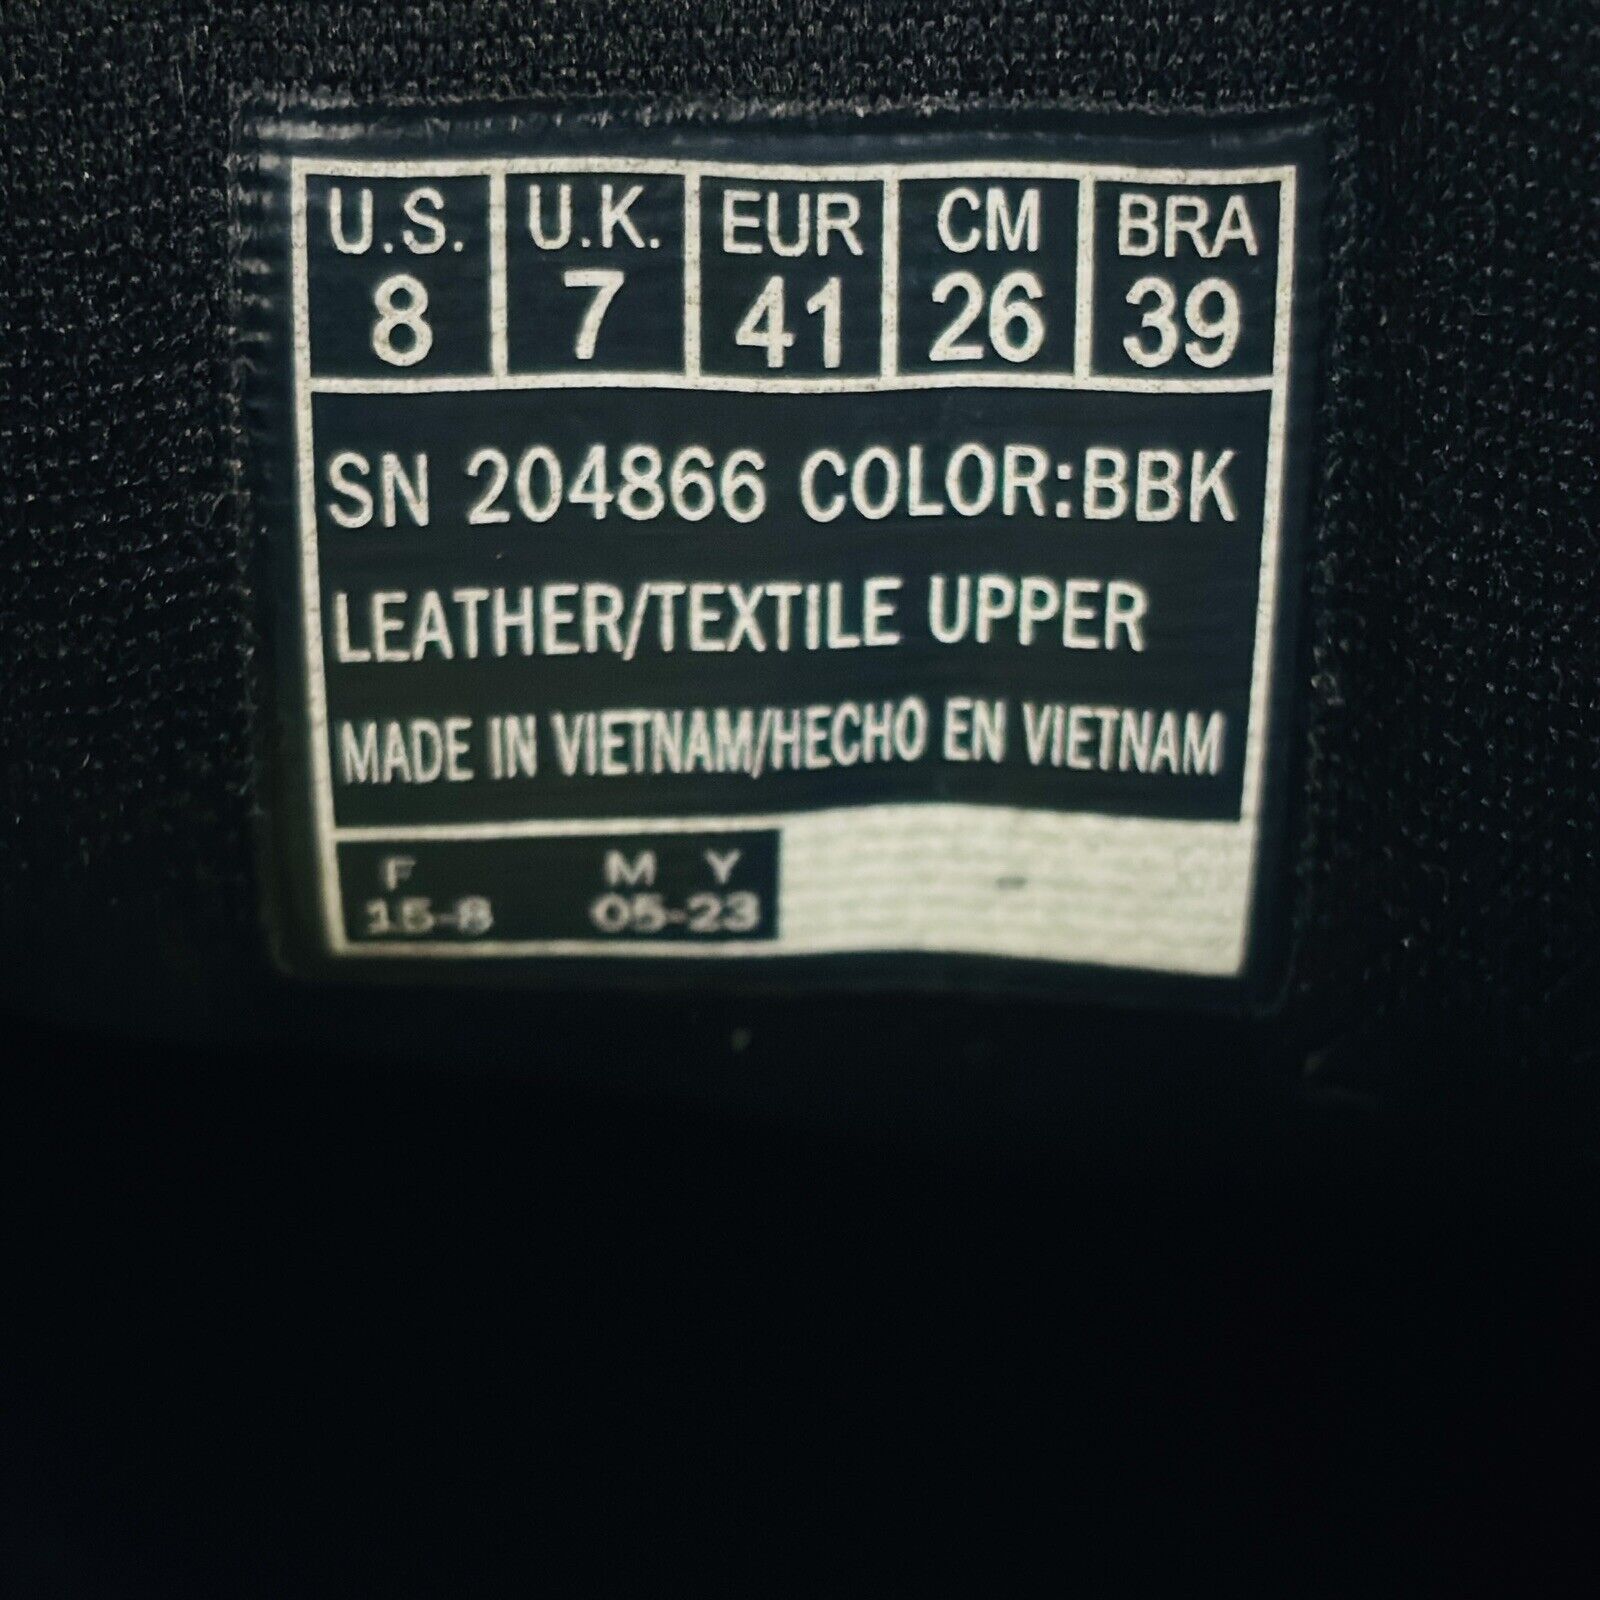 U.S. U.K. EUR CM BRA
8 7 41 26 39
SN 204866 COLOR:BBK
LEATHER/TEXTILE UPPER
MADE IN VIETNAM/HECHO EN VIETNAM
F M Y
15-8 05-23